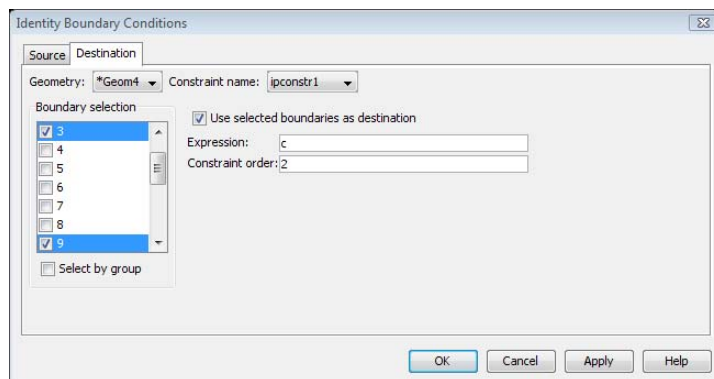 Identity Boundary Conditions
Source Destination
Geometry: *Geom4 Constraint name: ipconstr1
Boundary selection
Use selected boundaries as destination
3
Expression: c
4
Constraint order: 2
5
6
7
8
9
Select by group
OK Cancel Apply Help